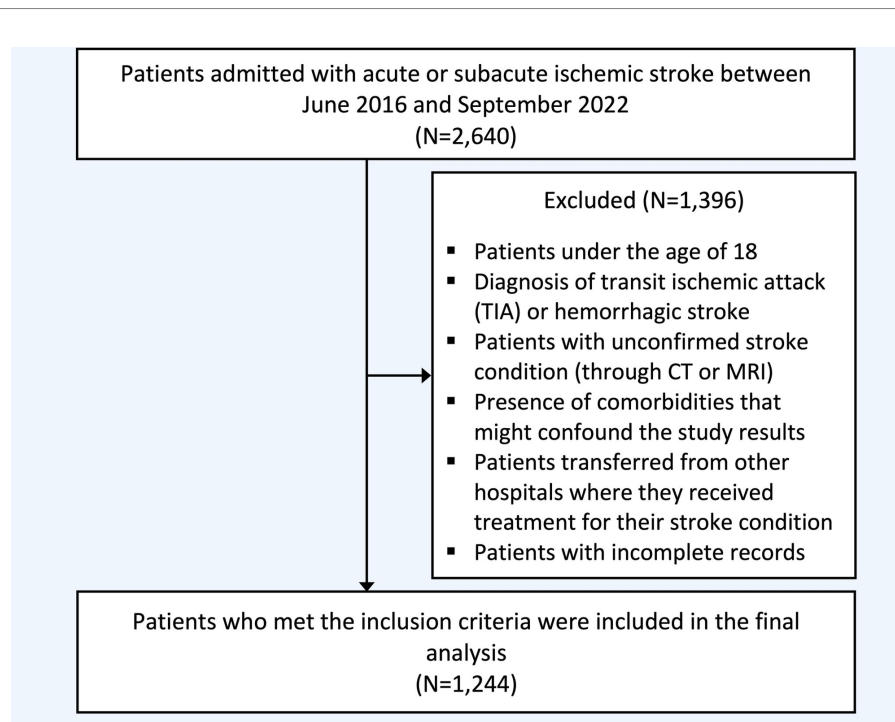 Patients admitted with acute or subacute ischemic stroke between
June 2016 and September 2022
(N=2,640)
Excluded (N=1,396)
▪ Patients under the age of 18
▪ Diagnosis of transit ischemic attack
(TIA) or hemorrhagic stroke
▪ Patients with unconfirmed stroke
condition (through CT or MRI)
▪ Presence of comorbidities that
might confound the study results
▪ Patients transferred from other
hospitals where they received
treatment for their stroke condition
▪ Patients with incomplete records
Patients who met the inclusion criteria were included in the final
analysis
(N=1,244)